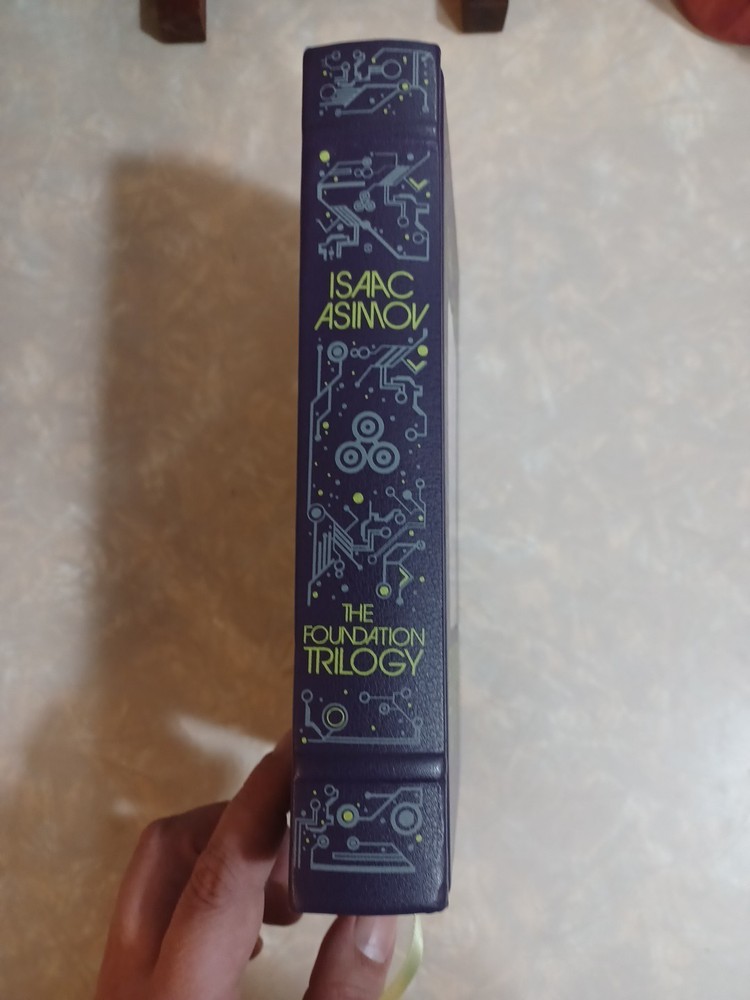 ISAAC
ASIMOV
THE
FOUNDATION
TRILOGY